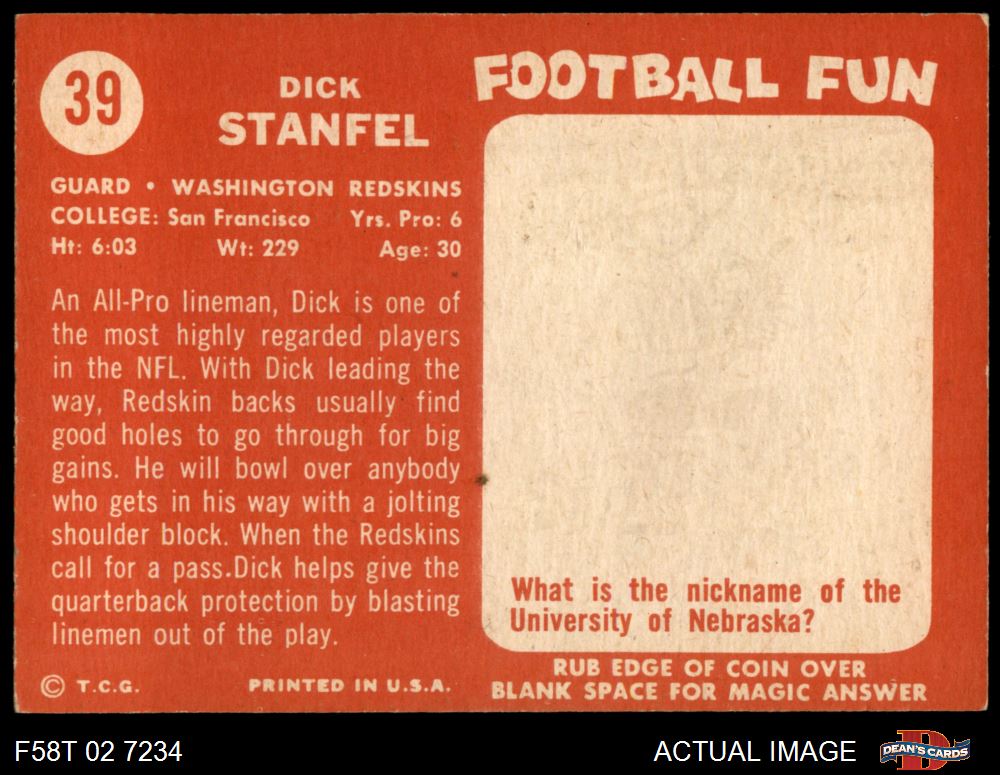 39
DICK
STANFEL
GUARD • WASHINGTON REDSKINS
COLLEGE: San Francisco Yrs. Pro: 6
Ht: 6:03 Wt: 229 Age: 30
An All-Pro lineman, Dick is one of
the most highly regarded players
in the NFL. With Dick leading the
way, Redskin backs usually find
good holes to go through for big
gains. He will bowl over anybody
who gets in his way with a jolting
shoulder block. When the Redskins
call for a pass.Dick helps give the
quarterback protection by blasting
linemen out of the play.
© T.C.G. PRINTED IN U.S.A.
FOOTBALL FUN
What is the nickname of the
University of Nebraska?
RUB EDGE OF COIN OVER
BLANK SPACE FOR MAGIC ANSWER
F58T 02 7234
ACTUAL IMAGE
D
DEAN'S CARDS